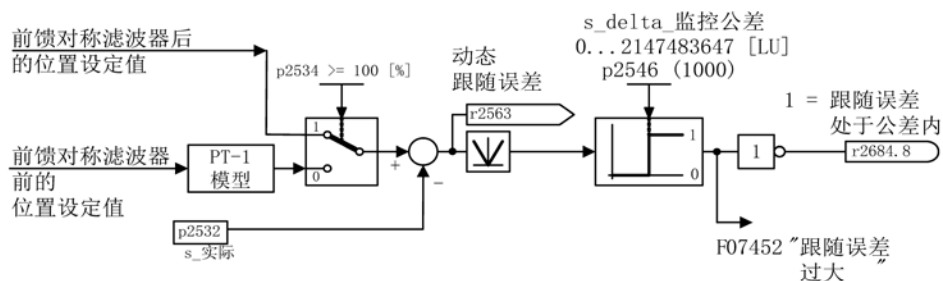 前馈对称滤波器后
的位置设定值
p2534 >= 100 [%]
动态
跟随误差
s_delta_监控公差
0...2147483647 [LU]
p2546 (1000)
1 = 跟随误差
处于公差内
r2563
1
0
1
0
1
r2684.8
前馈对称滤波器
前的
位置设定值
PT-1
模型
+
-
p2532
s_实际
F07452 "跟随误差
过大 "